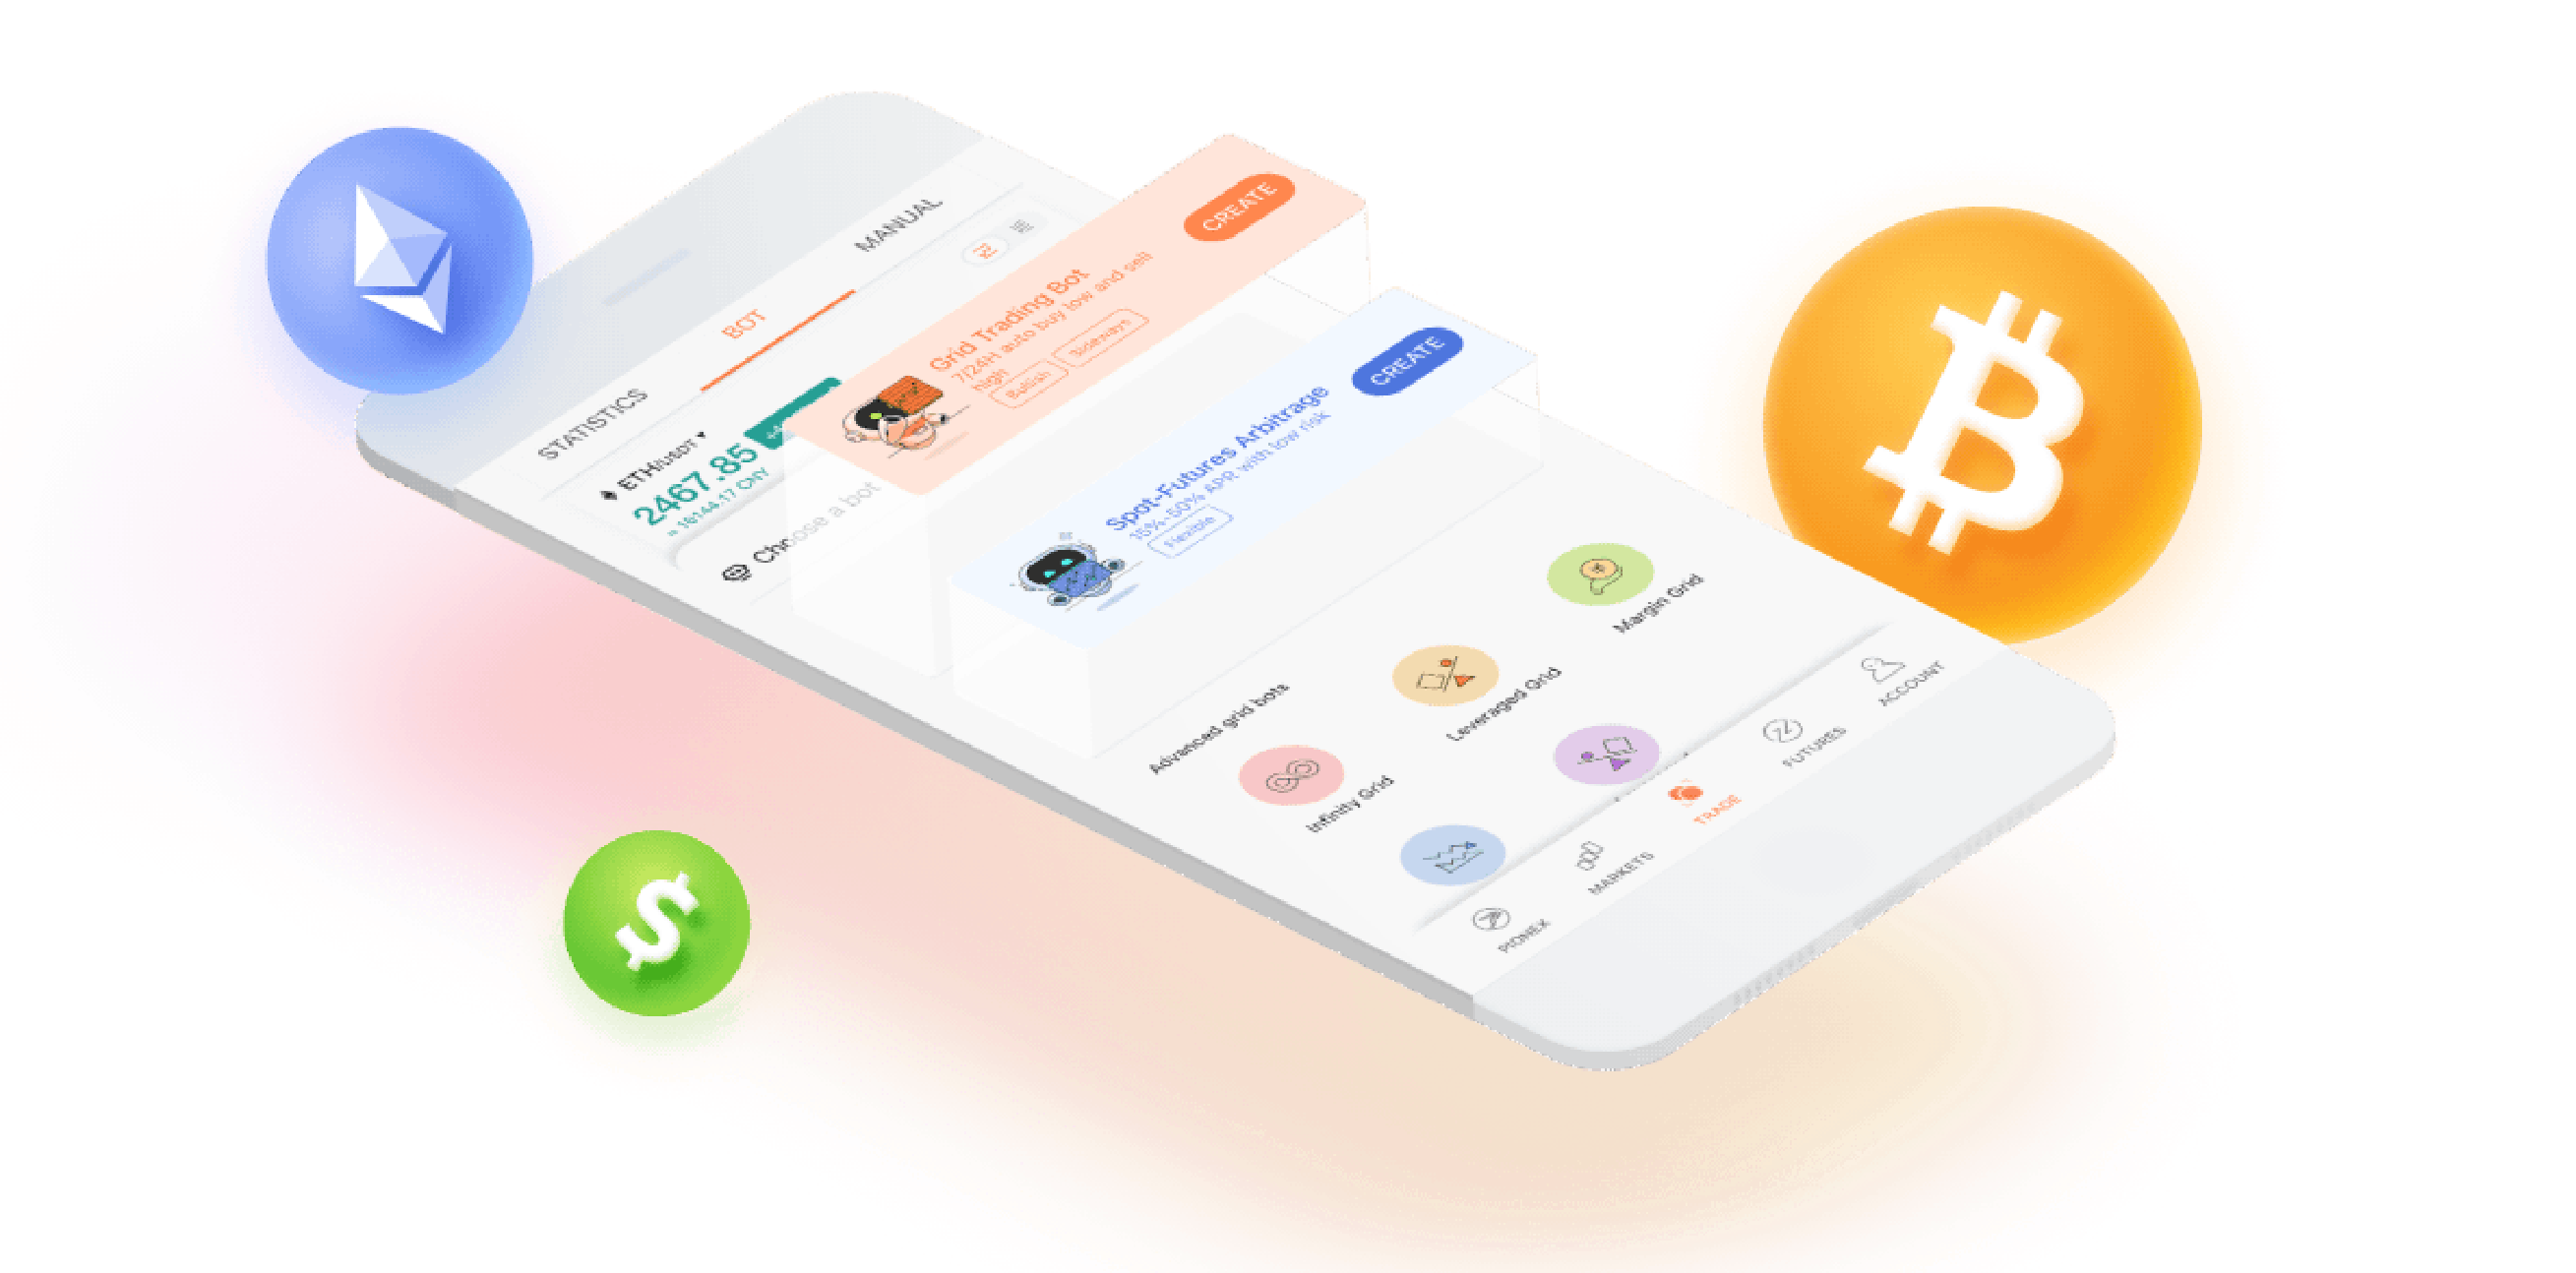 STATISTICS
BOT
MANUAL
ETH/USDT ▾
2467.85
≈ 16144.17 CNY
Choose a bot
Grid Trading Bot
7/24H auto buy low and sell
high
Bullish
Sideways
CREATE
Spot-Futures Arbitrage
15%-50% APR with low risk
Flexible
CREATE
Advanced grid bots
Infinity Grid
Leveraged Grid
Margin Grid
PIONEX
MARKETS
TRADE
FUTURES
ACCOUNT